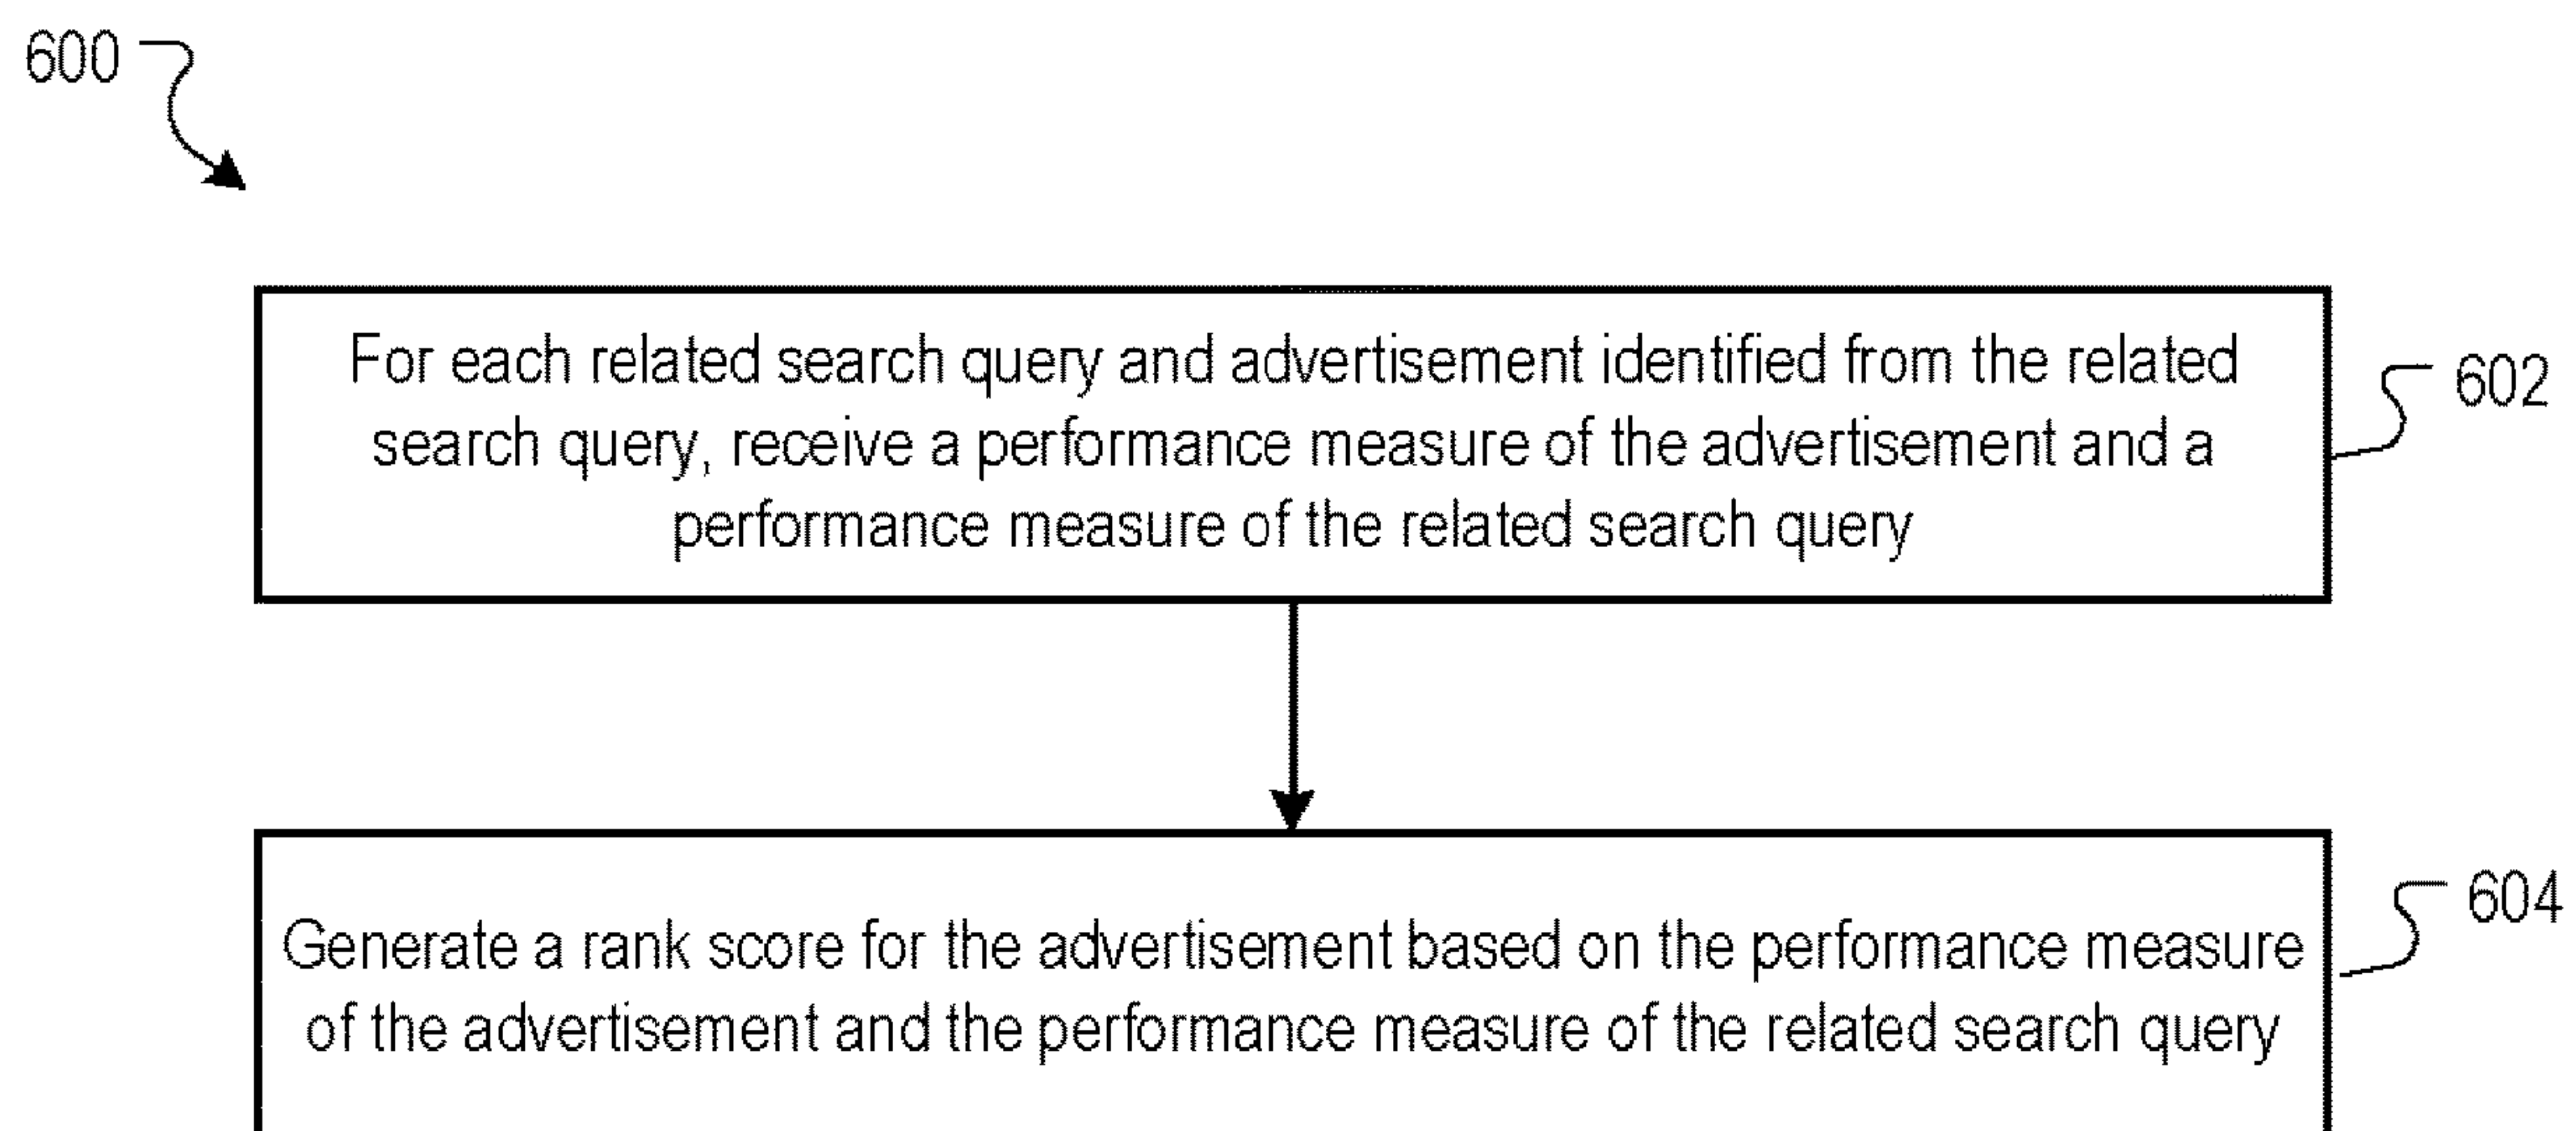 600
For each related search query and advertisement identified from the related
search query, receive a performance measure of the advertisement and a
performance measure of the related search query
602
Generate a rank score for the advertisement based on the performance measure
of the advertisement and the performance measure of the related search query
604